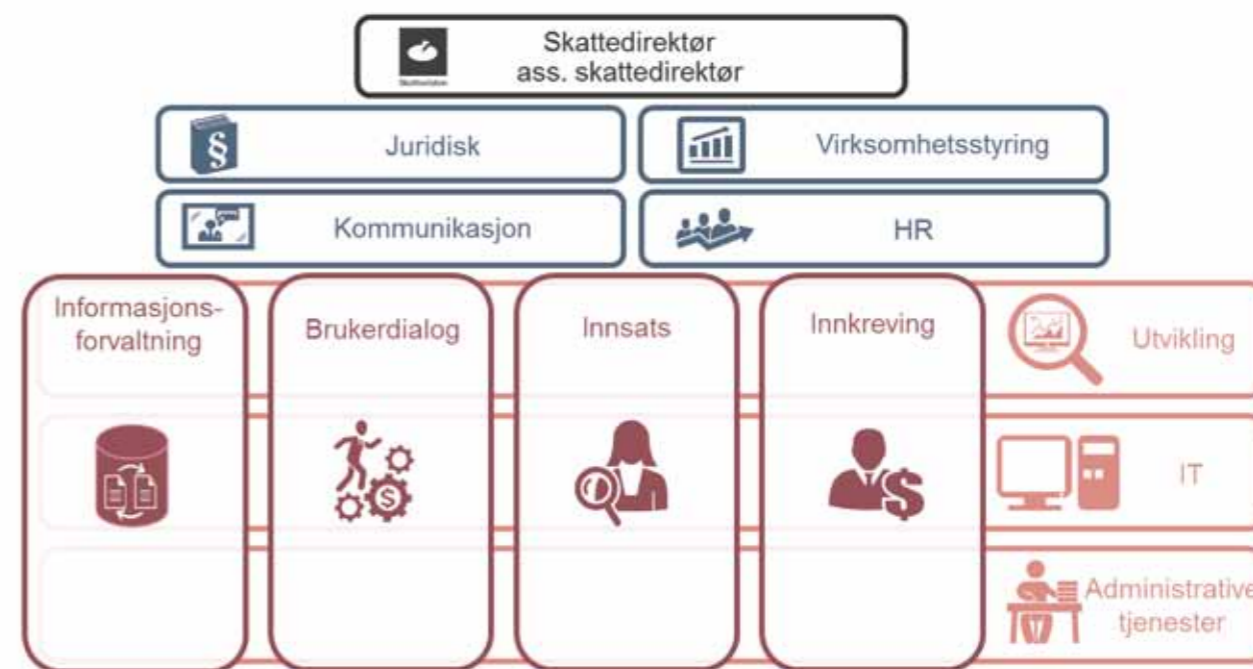 Skattedirektør
ass. skattedirektør
Juridisk
Virksomhetsstyring
Kommunikasjon
HR
Informasjons-
forvaltning
Brukerdialog
Innsats
Innkreving
Utvikling
IT
Administrative
tjenester